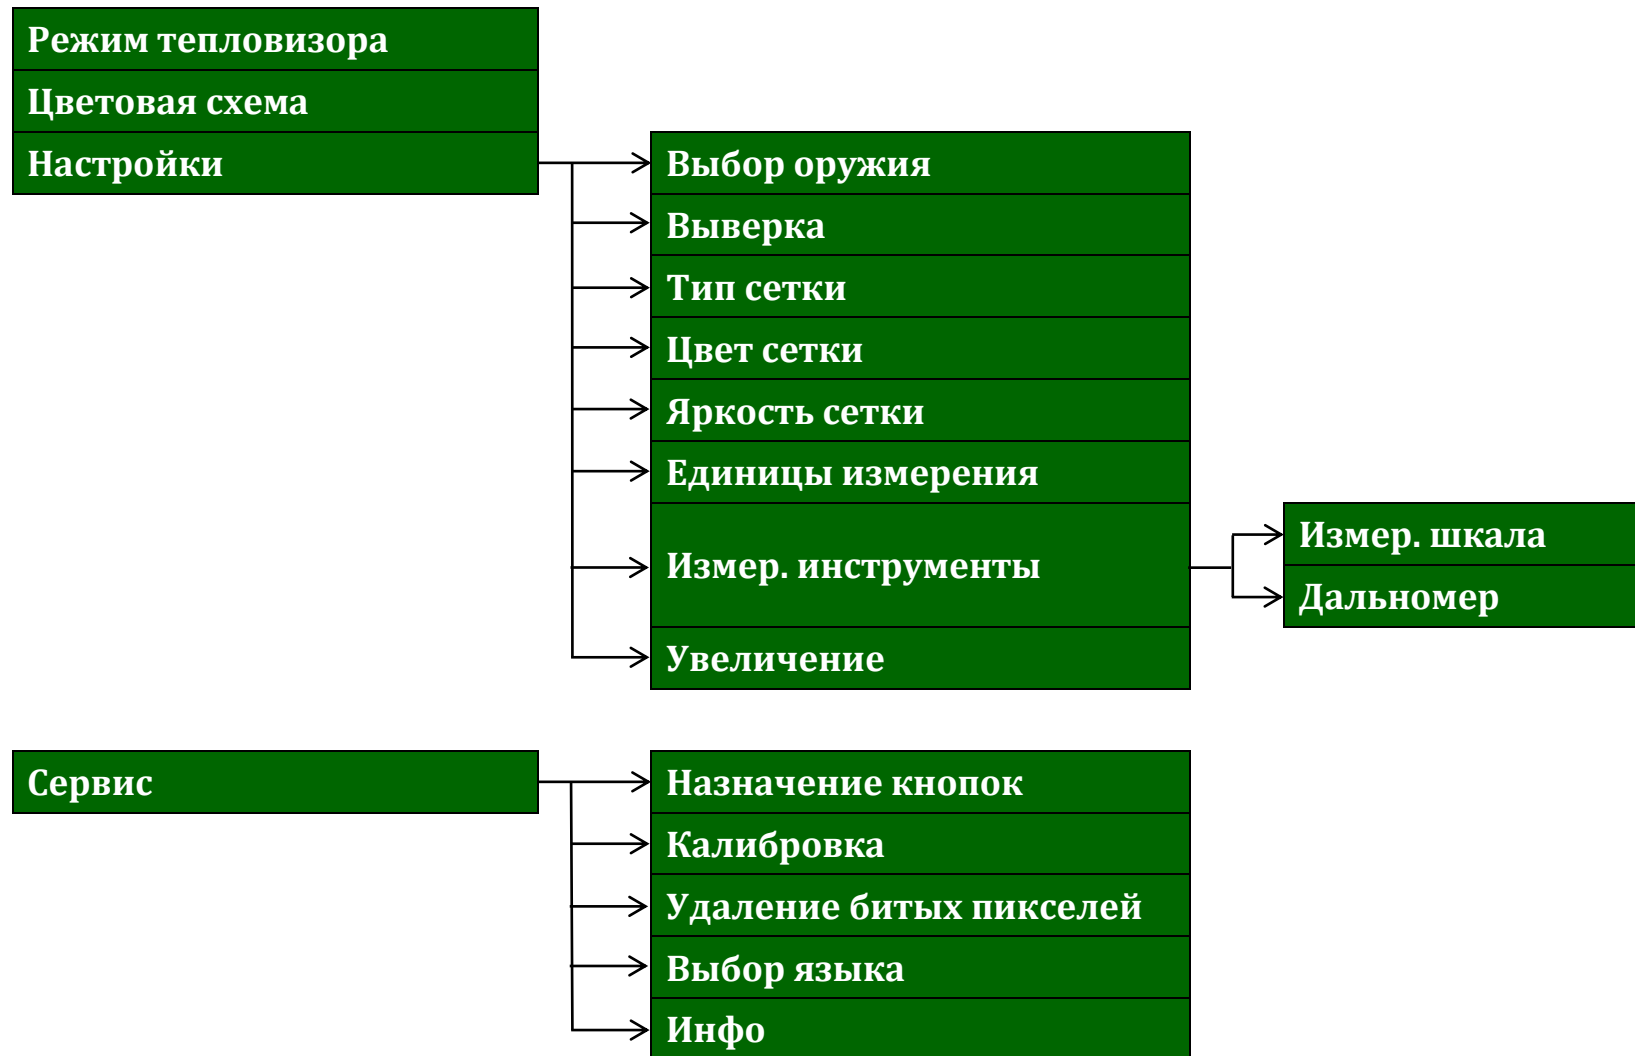 Режим тепловизора
Цветовая схема
Настройки
Выбор оружия
Выверка
Тип сетки
Цвет сетки
Яркость сетки
Единицы измерения
Измер. инструменты
Измер. шкала
Дальномер
Увеличение
Сервис
Назначение кнопок
Калибровка
Удаление битых пикселей
Выбор языка
Инфо